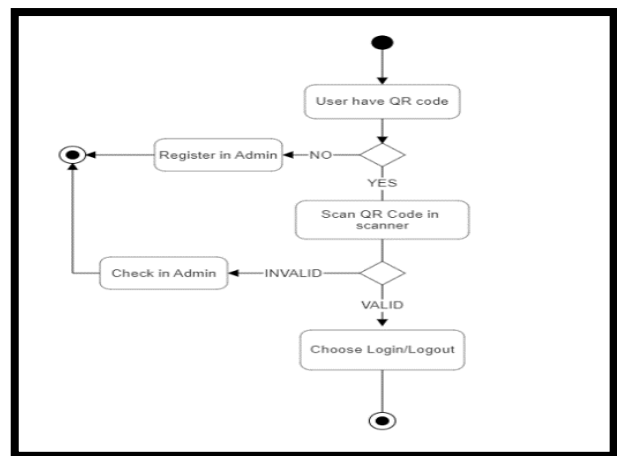 User have QR code
Register in Admin
NO
YES
Scan QR Code in
scanner
Check in Admin
INVALID
VALID
Choose Login/Logout